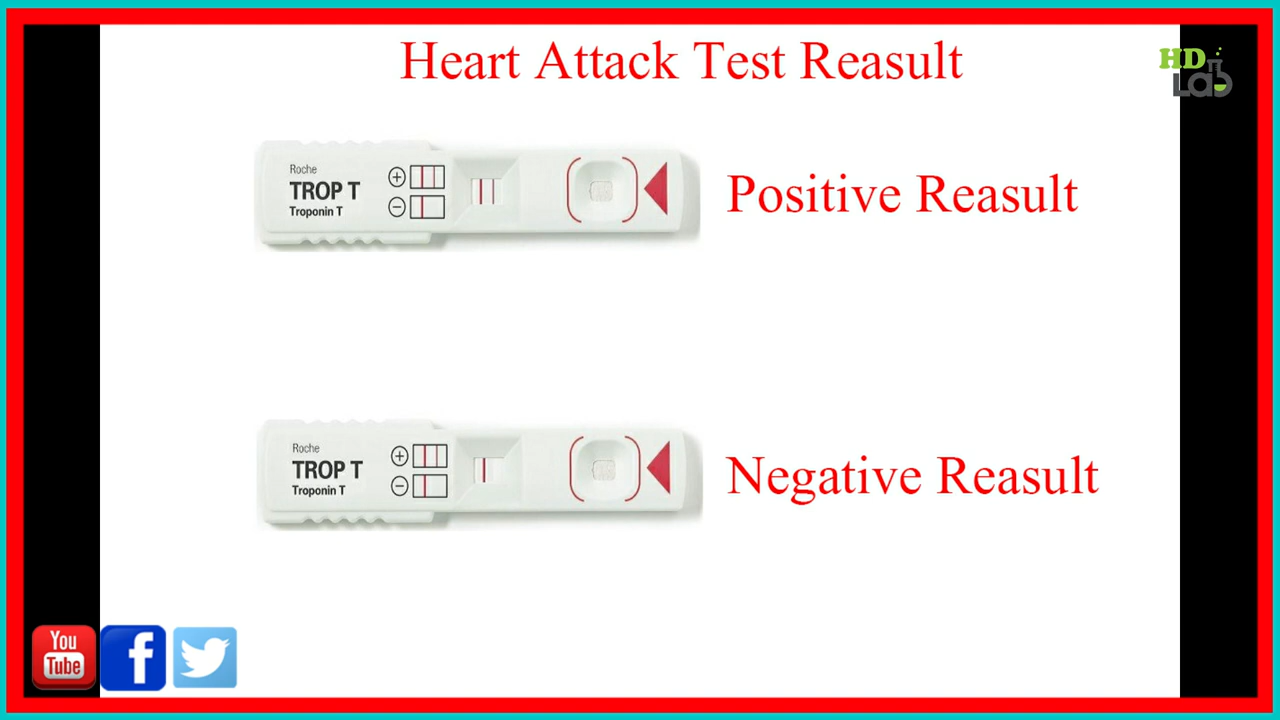 Heart Attack Test Reasult
HD
Lab
Roche
TROP T
Troponin T
+
−
Positive Reasult
Roche
TROP T
Troponin T
+
−
Negative Reasult
You
Tube
f